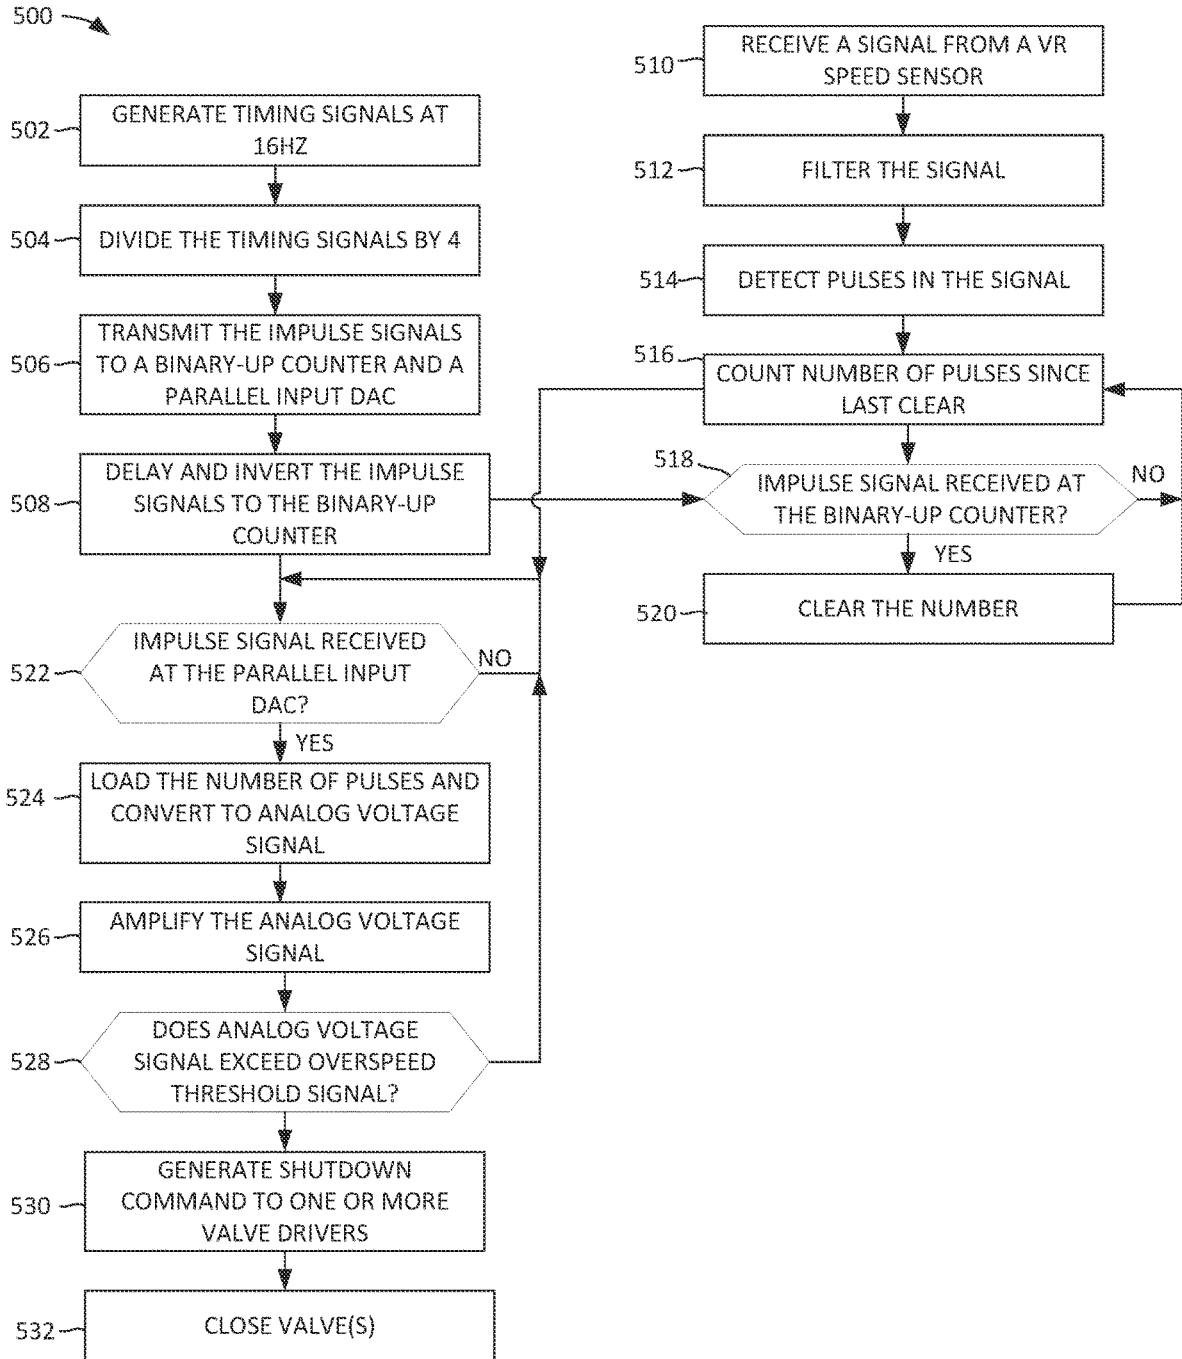 500
502
GENERATE TIMING SIGNALS AT
16HZ
504
DIVIDE THE TIMING SIGNALS BY 4
506
TRANSMIT THE IMPULSE SIGNALS
TO A BINARY-UP COUNTER AND A
PARALLEL INPUT DAC
508
DELAY AND INVERT THE IMPULSE
SIGNALS TO THE BINARY-UP
COUNTER
510
RECEIVE A SIGNAL FROM A VR
SPEED SENSOR
512
FILTER THE SIGNAL
514
DETECT PULSES IN THE SIGNAL
516
COUNT NUMBER OF PULSES SINCE
LAST CLEAR
518
IMPULSE SIGNAL RECEIVED AT
THE BINARY-UP COUNTER?
NO
YES
520
CLEAR THE NUMBER
522
IMPULSE SIGNAL RECEIVED
AT THE PARALLEL INPUT
DAC?
NO
YES
524
LOAD THE NUMBER OF PULSES AND
CONVERT TO ANALOG VOLTAGE
SIGNAL
526
AMPLIFY THE ANALOG VOLTAGE
SIGNAL
528
DOES ANALOG VOLTAGE
SIGNAL EXCEED OVERSPEED
THRESHOLD SIGNAL?
530
GENERATE SHUTDOWN
COMMAND TO ONE OR MORE
VALVE DRIVERS
532
CLOSE VALVE(S)